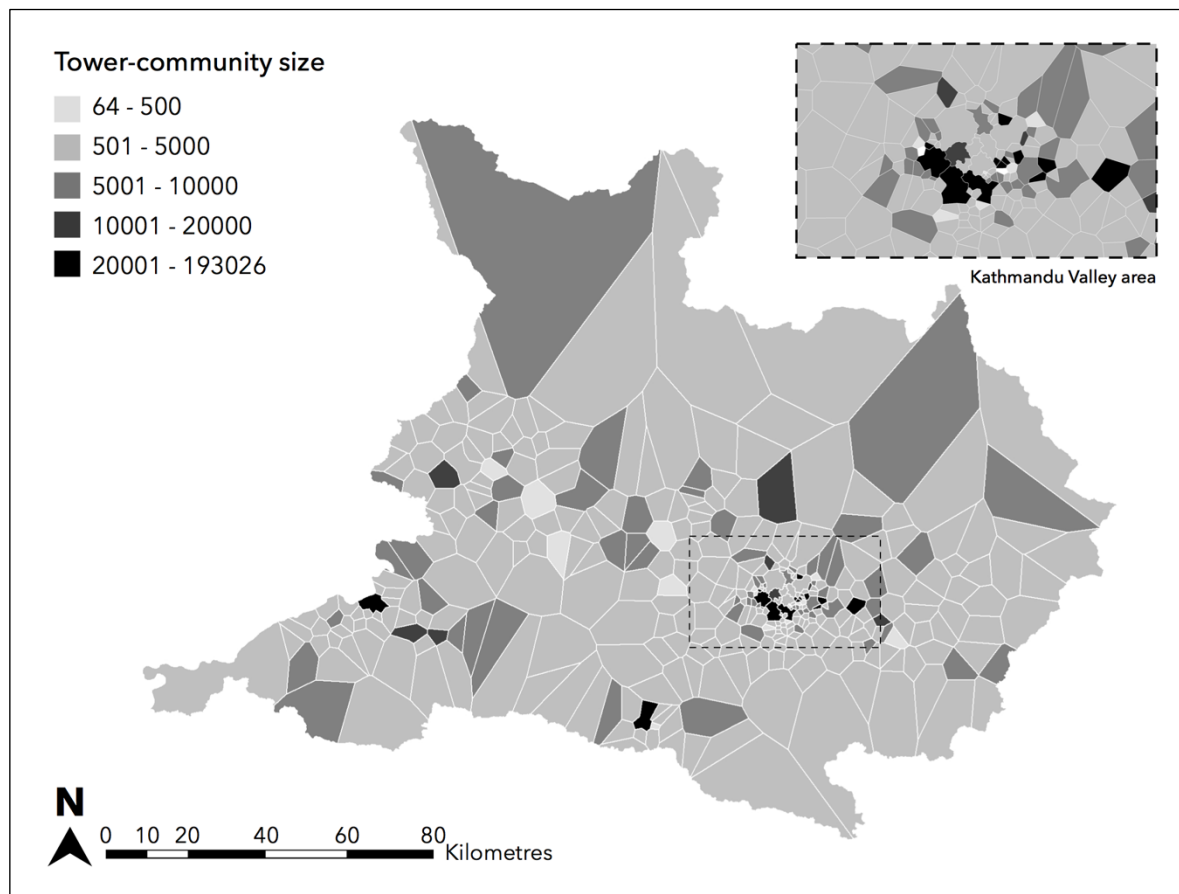 Tower-community size
64 - 500
501 - 5000
5001 - 10000
10001 - 20000
20001 - 193026
Kathmandu Valley area
N
0 10 20 40 60 80
Kilometres